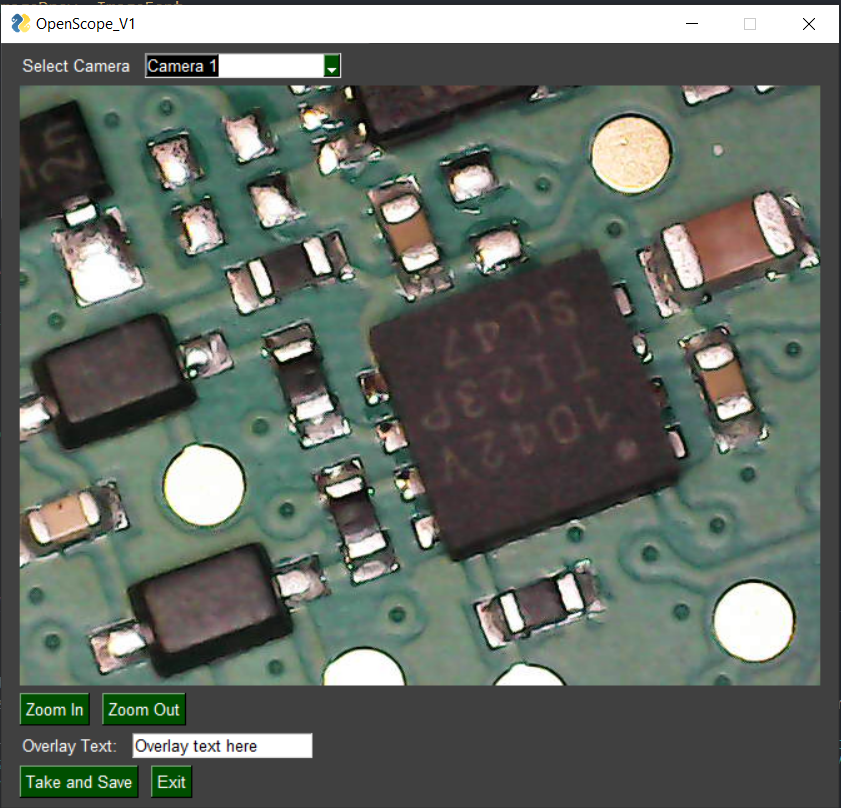 OpenScope_V1
Select Camera Camera 1
1042V
TI23P
SL47
Zoom In Zoom Out
Overlay Text: Overlay text here
Take and Save Exit